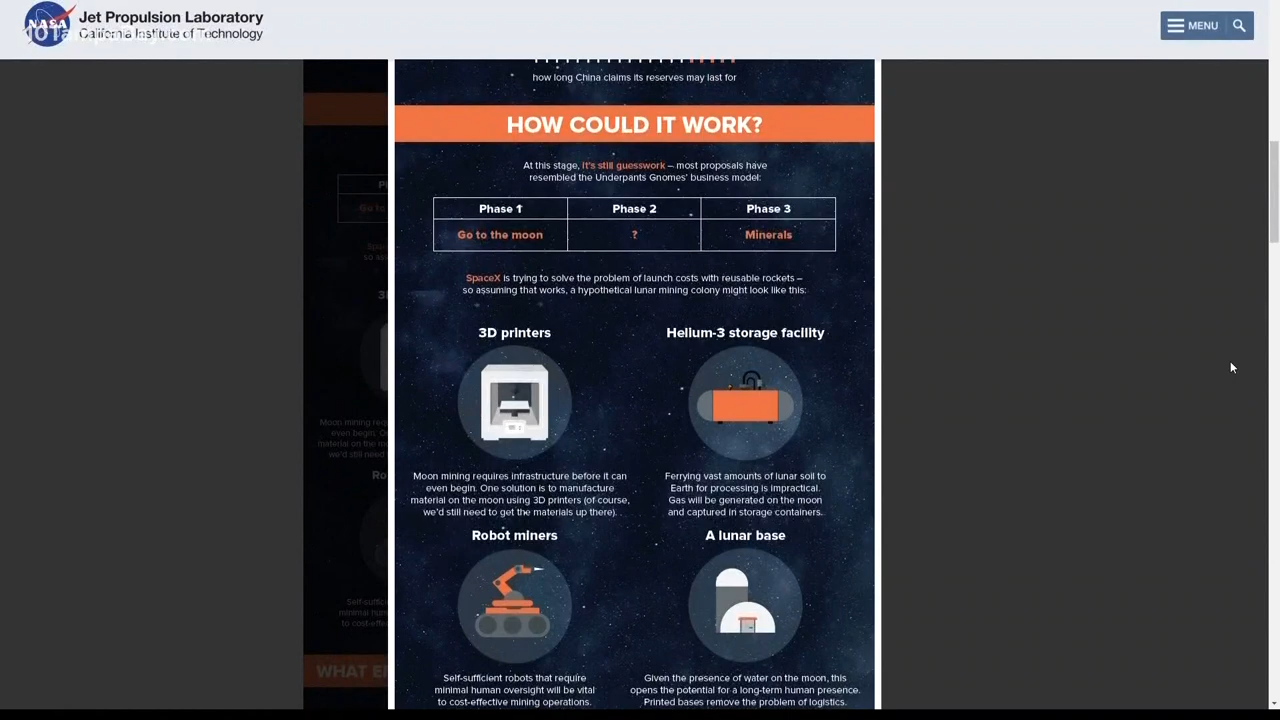 NASA
Jet Propulsion Laboratory
California Institute of Technology
MENU
how long China claims its reserves may last for
HOW COULD IT WORK?
At this stage, it's still guesswork – most proposals have
resembled the Underpants Gnomes' business model:
Phase 1 Phase 2 Phase 3
Go to the moon ? Minerals
SpaceX is trying to solve the problem of launch costs with reusable rockets –
so assuming that works, a hypothetical lunar mining colony might look like this:
3D printers
Moon mining requires infrastructure before it can
even begin. One solution is to manufacture
material on the moon using 3D printers (of course,
we'd still need to get the materials up there).
Helium-3 storage facility
Ferrying vast amounts of lunar soil to
Earth for processing is impractical.
Gas will be generated on the moon
and captured in storage containers.
Robot miners
Self-sufficient robots that require
minimal human oversight will be vital
to cost-effective mining operations.
A lunar base
Given the presence of water on the moon, this
opens the potential for a long-term human presence.
Printed bases remove the problem of logistics.
WHAT